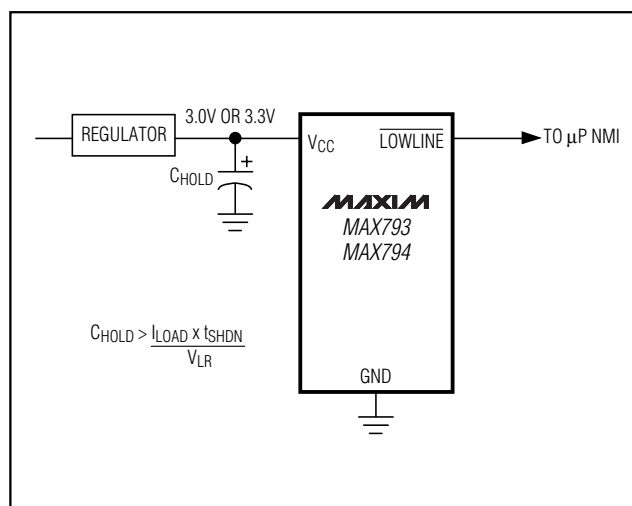 3.0V OR 3.3V
REGULATOR
VCC
LOWLINE
TO µP NMI
+
CHOLD
MAXIM
MAX793
MAX794
CHOLD > ILOAD x tSHDN
VLR
GND